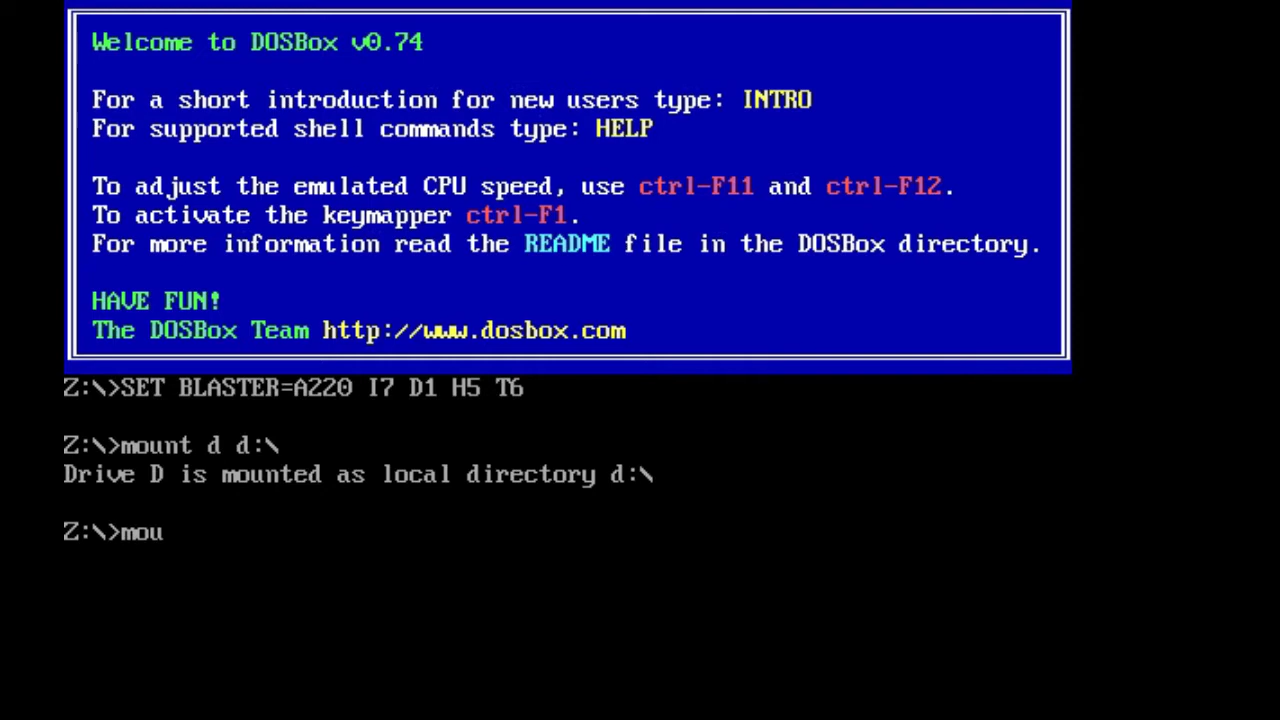 Welcome to DOSBox v0.74
For a short introduction for new users type: INTRO
For supported shell commands type: HELP
To adjust the emulated CPU speed, use ctrl-F11 and ctrl-F12.
To activate the keymapper ctrl-F1.
For more information read the README file in the DOSBox directory.
HAVE FUN!
The DOSBox Team http://www.dosbox.com
Z:\>SET BLASTER=A220 I7 D1 H5 T6
Z:\>mount d d:\
Drive D is mounted as local directory d:\
Z:\>mou